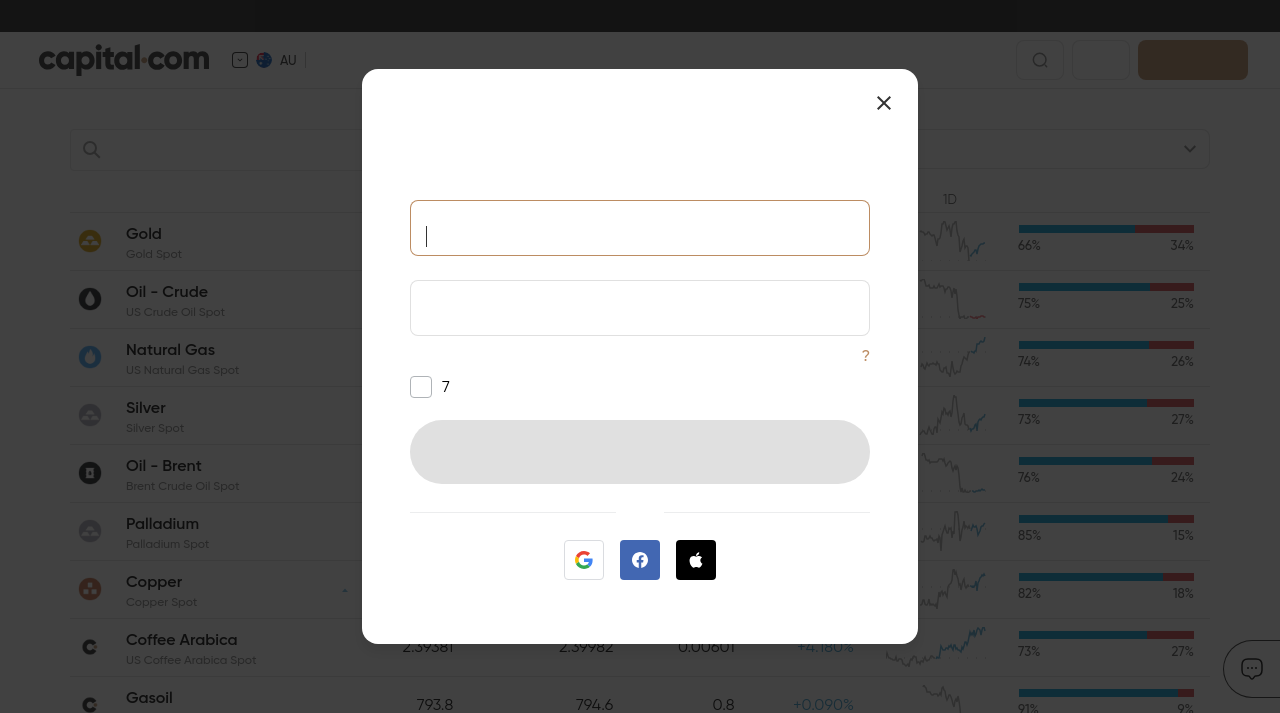 capital.com
AU
1D
Gold
Gold Spot
66%
34%
Oil - Crude
US Crude Oil Spot
75%
25%
?
Natural Gas
US Natural Gas Spot
74%
26%
7
Silver
Silver Spot
73%
27%
Oil - Brent
Brent Crude Oil Spot
76%
24%
Palladium
Palladium Spot
85%
15%
Copper
Copper Spot
82%
18%
Coffee Arabica
US Coffee Arabica Spot
2.39381
2.39982
0.00601
+4.180%
73%
27%
Gasoil
793.8
794.6
0.8
+0.090%
91%
9%